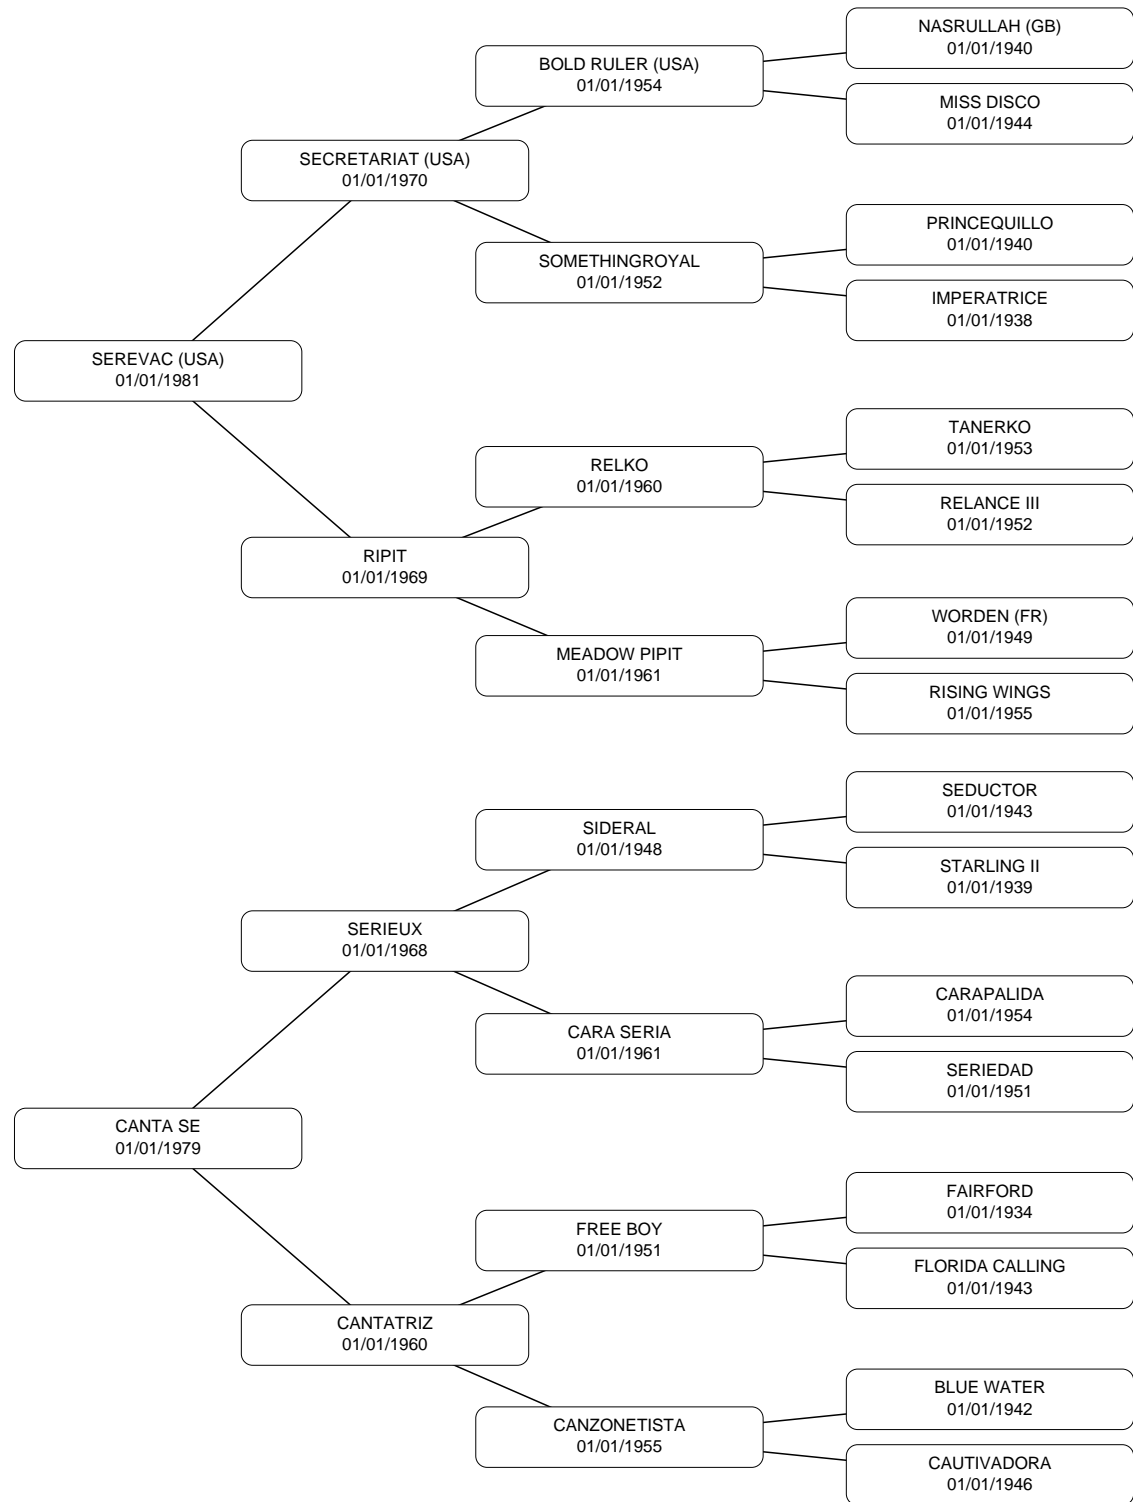 NASRULLAH (GB)
01/01/1940
BOLD RULER (USA)
01/01/1954
MISS DISCO
01/01/1944
SECRETARIAT (USA)
01/01/1970
PRINCEQUILLO
01/01/1940
SOMETHINGROYAL
01/01/1952
IMPERATRICE
01/01/1938
SEREVAC (USA)
01/01/1981
TANERKO
01/01/1953
RELKO
01/01/1960
RELANCE III
01/01/1952
RIPIT
01/01/1969
WORDEN (FR)
01/01/1949
MEADOW PIPIT
01/01/1961
RISING WINGS
01/01/1955
SEDUCTOR
01/01/1943
SIDERAL
01/01/1948
STARLING II
01/01/1939
SERIEUX
01/01/1968
CARAPALIDA
01/01/1954
CARA SERIA
01/01/1961
SERIEDAD
01/01/1951
CANTA SE
01/01/1979
FAIRFORD
01/01/1934
FREE BOY
01/01/1951
FLORIDA CALLING
01/01/1943
CANTATRIZ
01/01/1960
BLUE WATER
01/01/1942
CANZONETISTA
01/01/1955
CAUTIVADORA
01/01/1946